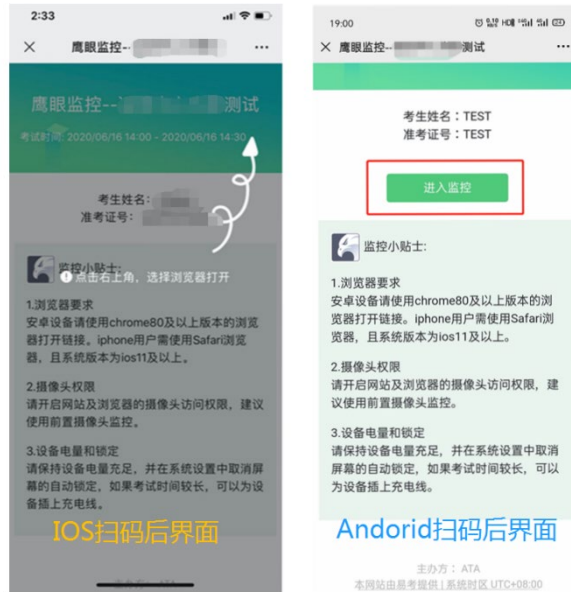 2:33
鹰眼监控--
鹰眼监控-- 测试
考试时间: 2020/06/16 14:00 - 2020/06/16 14:30
考生姓名:
准考证号:
监控小贴士:
点击右上角，选择浏览器打开
1.浏览器要求
安卓设备请使用chrome80及以上版本的浏览
器打开链接。iphone用户需使用Safari浏览
器，且系统版本为ios11及以上。
2.摄像头权限
请开启网站及浏览器的摄像头访问权限，建议
使用前置摄像头监控。
3.设备电量和锁定
请保持设备电量充足，并在系统设置中取消屏
幕的自动锁定，如果考试时间较长，可以为设
备插上充电线。
IOS扫码后界面
主办方： ATA
19:00
鹰眼监控-- 测试
考生姓名：TEST
准考证号：TEST
进入监控
监控小贴士:
1.浏览器要求
安卓设备请使用chrome80及以上版本的浏
览器打开链接。iphone用户需使用Safari浏
览器，且系统版本为ios11及以上。
2.摄像头权限
请开启网站及浏览器的摄像头访问权限，建
议使用前置摄像头监控。
3.设备电量和锁定
请保持设备电量充足，并在系统设置中取消
屏幕的自动锁定，如果考试时间较长，可以
为设备插上充电线。
Andorid扫码后界面
主办方： ATA
本网站由易考提供 | 系统时区 UTC+08:00